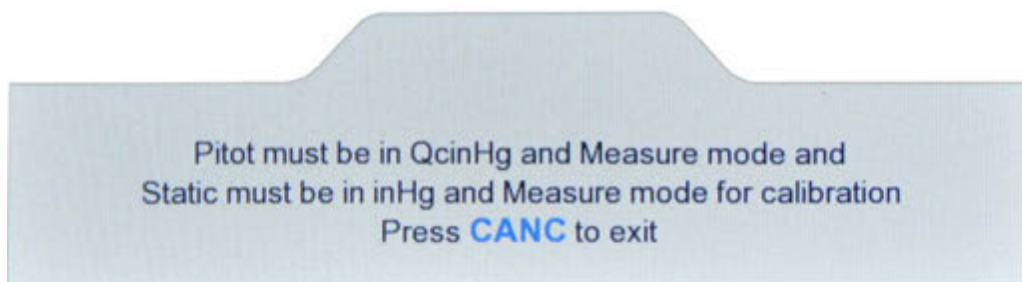 Pitot must be in QcinHg and Measure mode and
Static must be in inHg and Measure mode for calibration
Press CANC to exit